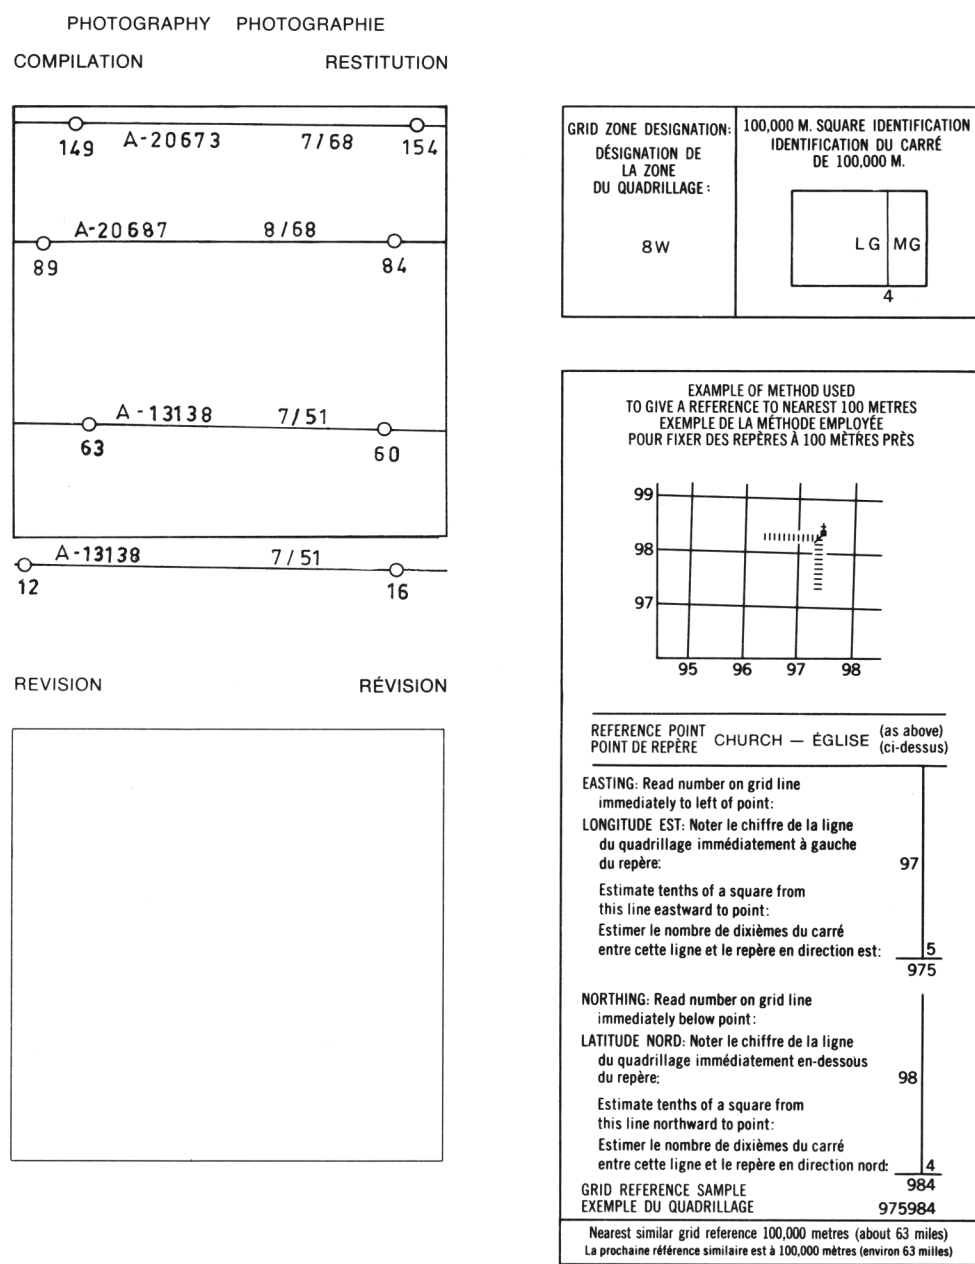 PHOTOGRAPHY PHOTOGRAPHIE
COMPILATION RESTITUTION
149 A-20673 7/68 154
A-20687 8/68
89 84
A-13138 7/51
63 60
A-13138 7/51
12 16
REVISION RÉVISION
GRID ZONE DESIGNATION:
DÉSIGNATION DE
LA ZONE
DU QUADRILLAGE :
8W
100,000 M. SQUARE IDENTIFICATION
IDENTIFICATION DU CARRÉ
DE 100,000 M.
LG MG
4
EXAMPLE OF METHOD USED
TO GIVE A REFERENCE TO NEAREST 100 METRES
EXEMPLE DE LA MÉTHODE EMPLOYÉE
POUR FIXER DES REPÈRES À 100 MÈTRES PRÈS
99
98
97
95 96 97 98
REFERENCE POINT
POINT DE REPÈRE
CHURCH — ÉGLISE
(as above)
(ci-dessus)
EASTING: Read number on grid line
immediately to left of point:
LONGITUDE EST: Noter le chiffre de la ligne
du quadrillage immédiatement à gauche
du repère: 97
Estimate tenths of a square from
this line eastward to point:
Estimer le nombre de dixièmes du carré
entre cette ligne et le repère en direction est: 5
975
NORTHING: Read number on grid line
immediately below point:
LATITUDE NORD: Noter le chiffre de la ligne
du quadrillage immédiatement en-dessous
du repère: 98
Estimate tenths of a square from
this line northward to point:
Estimer le nombre de dixièmes du carré
entre cette ligne et le repère en direction nord: 4
984
GRID REFERENCE SAMPLE
EXEMPLE DU QUADRILLAGE 975984
Nearest similar grid reference 100,000 metres (about 63 miles)
La prochaine référence similaire est à 100,000 mètres (environ 63 milles)